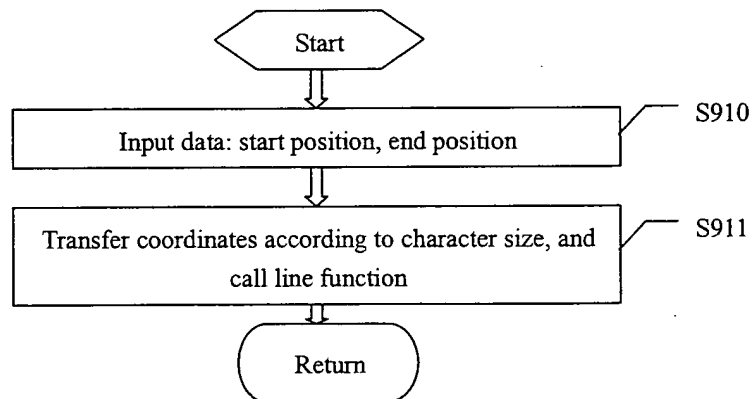 Start
S910
Input data: start position, end position
S911
Transfer coordinates according to character size, and
call line function
Return